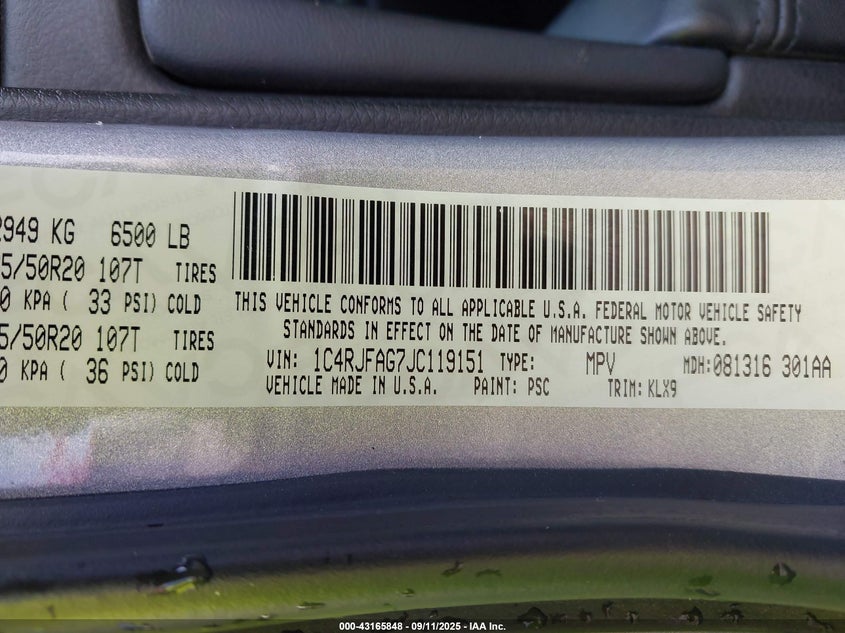 2949 KG 6500 LB
5/50R20 107T TIRES
0 KPA ( 33 PSI) COLD
5/50R20 107T TIRES
0 KPA ( 36 PSI) COLD
THIS VEHICLE CONFORMS TO ALL APPLICABLE U.S.A. FEDERAL MOTOR VEHICLE SAFETY
STANDARDS IN EFFECT ON THE DATE OF MANUFACTURE SHOWN ABOVE.
VIN: 1C4RJFAG7JC119151 TYPE: MPV MDH:081316 301AA
VEHICLE MADE IN U.S.A. PAINT: PSC TRIM: KLX9
000-43165848 - 09/11/2025 - IAA Inc.